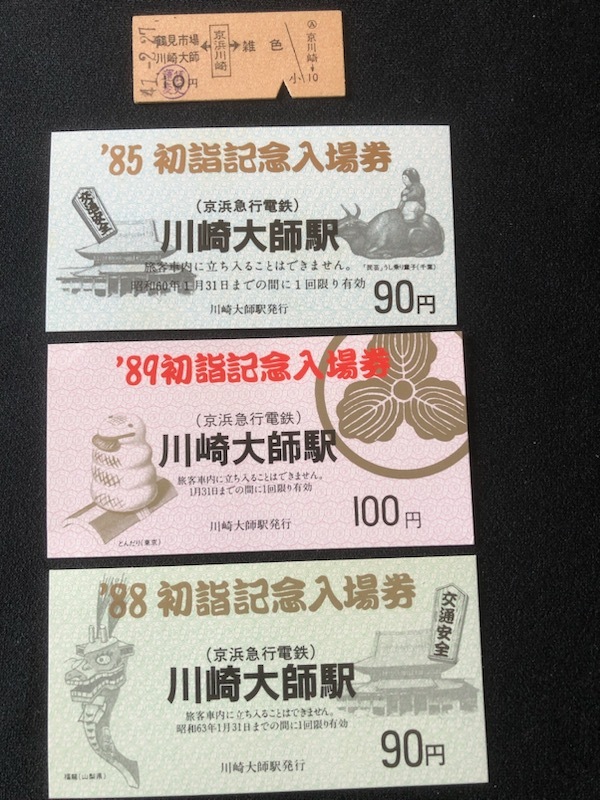 41.-2.27
鶴見市場
川崎大師
京浜川崎
雑色
10円
Ⓐ京川崎→10
小
'85 初詣記念入場券
交通安全
(京浜急行電鉄)
川崎大師駅
旅客車内に立ち入ることはできません。
昭和60年1月31日までの間に1回限り有効
川崎大師駅発行
90円
'89 初詣記念入場券
(京浜急行電鉄)
川崎大師駅
旅客車内に立ち入ることはできません。
1月31日までの間に1回限り有効
川崎大師駅発行
100円
とんだり(東京)
'88 初詣記念入場券
交通安全
(京浜急行電鉄)
川崎大師駅
旅客車内に立ち入ることはできません。
昭和63年1月31日までの間に1回限り有効
川崎大師駅発行
90円